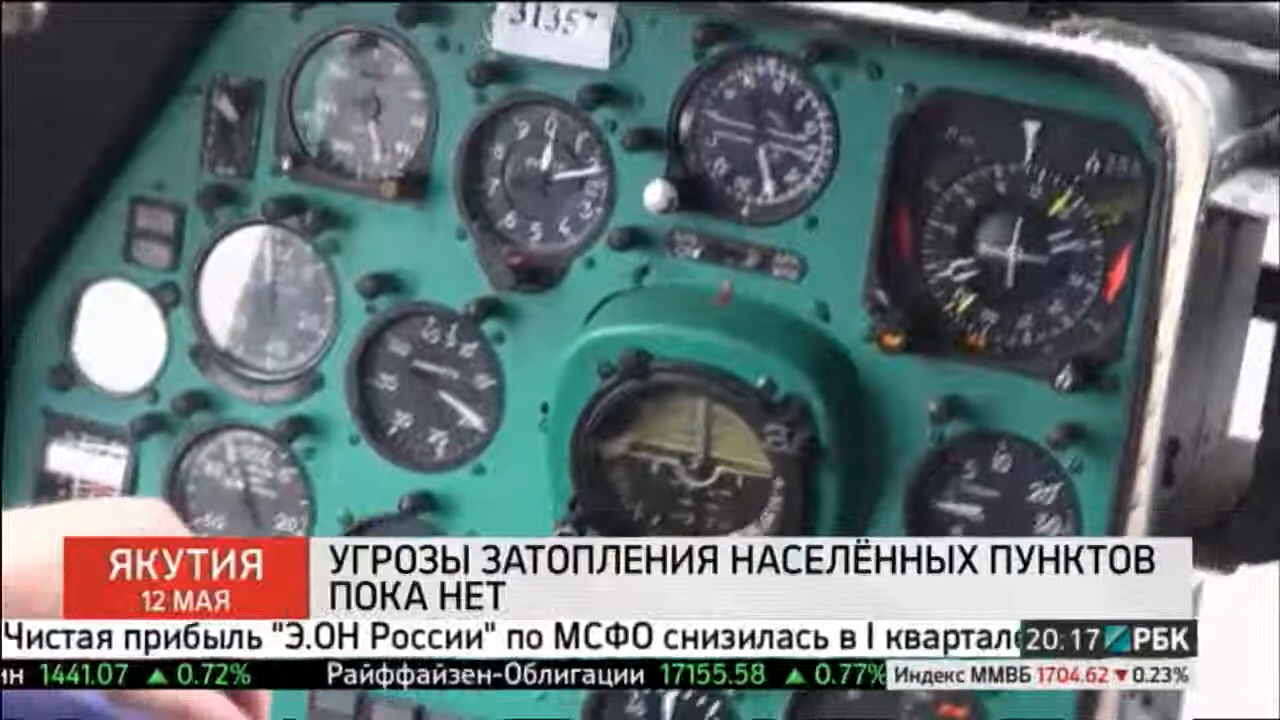 31357
ЯКУТИЯ
12 МАЯ
УГРОЗЫ ЗАТОПЛЕНИЯ НАСЕЛЁННЫХ ПУНКТОВ
ПОКА НЕТ
Чистая прибыль "Э.ОН России" по МСФО снизилась в I квартале
20:17 РБК
ин 1441.07 ▲ 0.72% Райффайзен-Облигации 17155.58 ▲ 0.77%
Индекс ММВБ 1704.62 ▼ 0.23%